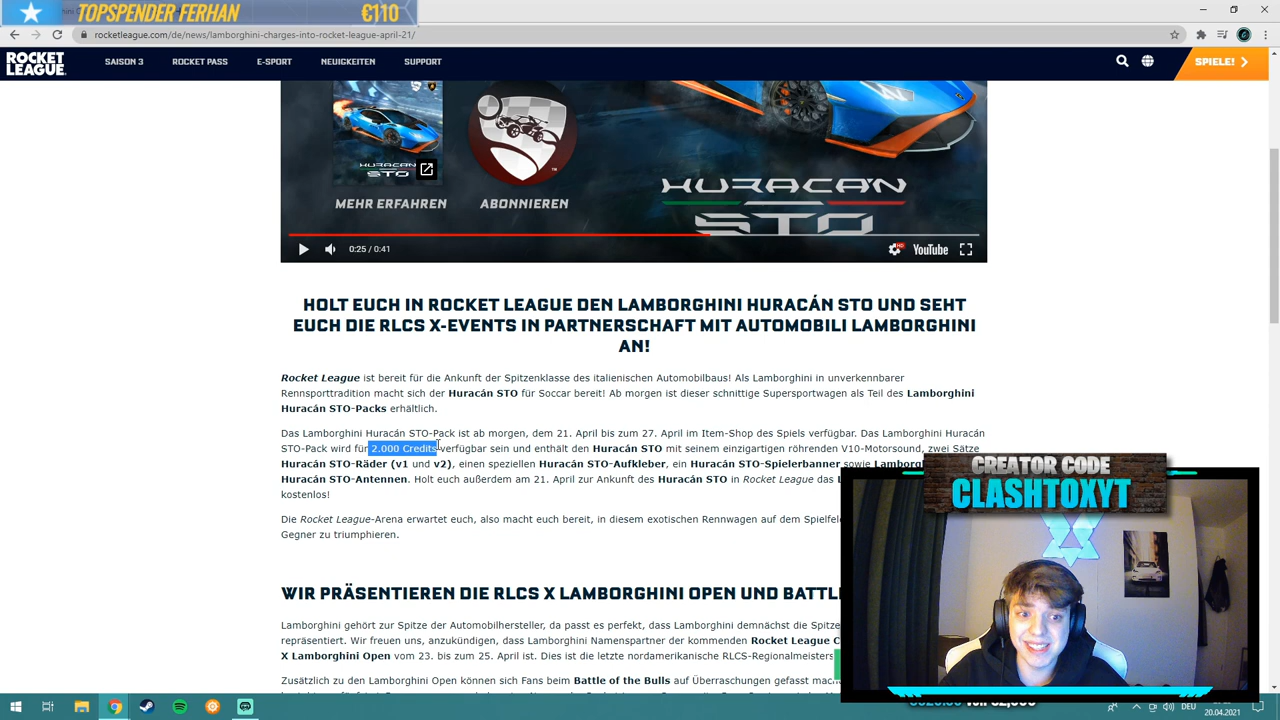 TOPSPENDER FERHAN €110
rocketleague.com/de/news/lamborghini-charges-into-rocket-league-april-21/
ROCKET LEAGUE.
SAISON 3 ROCKET PASS E-SPORT NEUIGKEITEN SUPPORT SPIELE!
HURACÁN STO
MEHR ERFAHREN ABONNIEREN
HURACÁN
STO
0:25 / 0:41 HD YouTube
HOLT EUCH IN ROCKET LEAGUE DEN LAMBORGHINI HURACÁN STO UND SEHT
EUCH DIE RLCS X-EVENTS IN PARTNERSCHAFT MIT AUTOMOBILI LAMBORGHINI
AN!
Rocket League ist bereit für die Ankunft der Spitzenklasse des italienischen Automobilbaus! Als Lamborghini in unverkennbarer
Rennsporttradition macht sich der Huracán STO für Soccar bereit! Ab morgen ist dieser schnittige Supersportwagen als Teil des Lamborghini
Huracán STO-Packs erhältlich.
Das Lamborghini Huracán STO-Pack ist ab morgen, dem 21. April bis zum 27. April im Item-Shop des Spiels verfügbar. Das Lamborghini Huracán
STO-Pack wird für 2.000 Credits verfügbar sein und enthält den Huracán STO mit seinem einzigartigen röhrenden V10-Motorsound, zwei Sätze
Huracán STO-Räder (v1 und v2), einen speziellen Huracán STO-Aufkleber, ein Huracán STO-Spielerbanner sowie
Huracán STO-Antennen. Holt euch außerdem am 21. April zur Ankunft des Huracán STO in Rocket League das
kostenlos!
Die Rocket League-Arena erwartet euch, also macht euch bereit, in diesem exotischen Rennwagen auf dem
Gegner zu triumphieren.
WIR PRÄSENTIEREN DIE RLCS X LAMBORGHINI OPEN UND
Lamborghini gehört zur Spitze der Automobilhersteller, da passt es perfekt, dass Lamborghini demnächst die Spitze
repräsentiert. Wir freuen uns, anzukündigen, dass Lamborghini Namenspartner der kommenden Rocket League
X Lamborghini Open vom 23. bis zum 25. April ist. Dies ist die letzte nordamerikanische
Zusätzlich zu den Lamborghini Open können sich Fans beim Battle of the Bulls auf Überraschungen gefasst
CREATOR CODE
CLASHTOXYT
DEU
20.04.2021